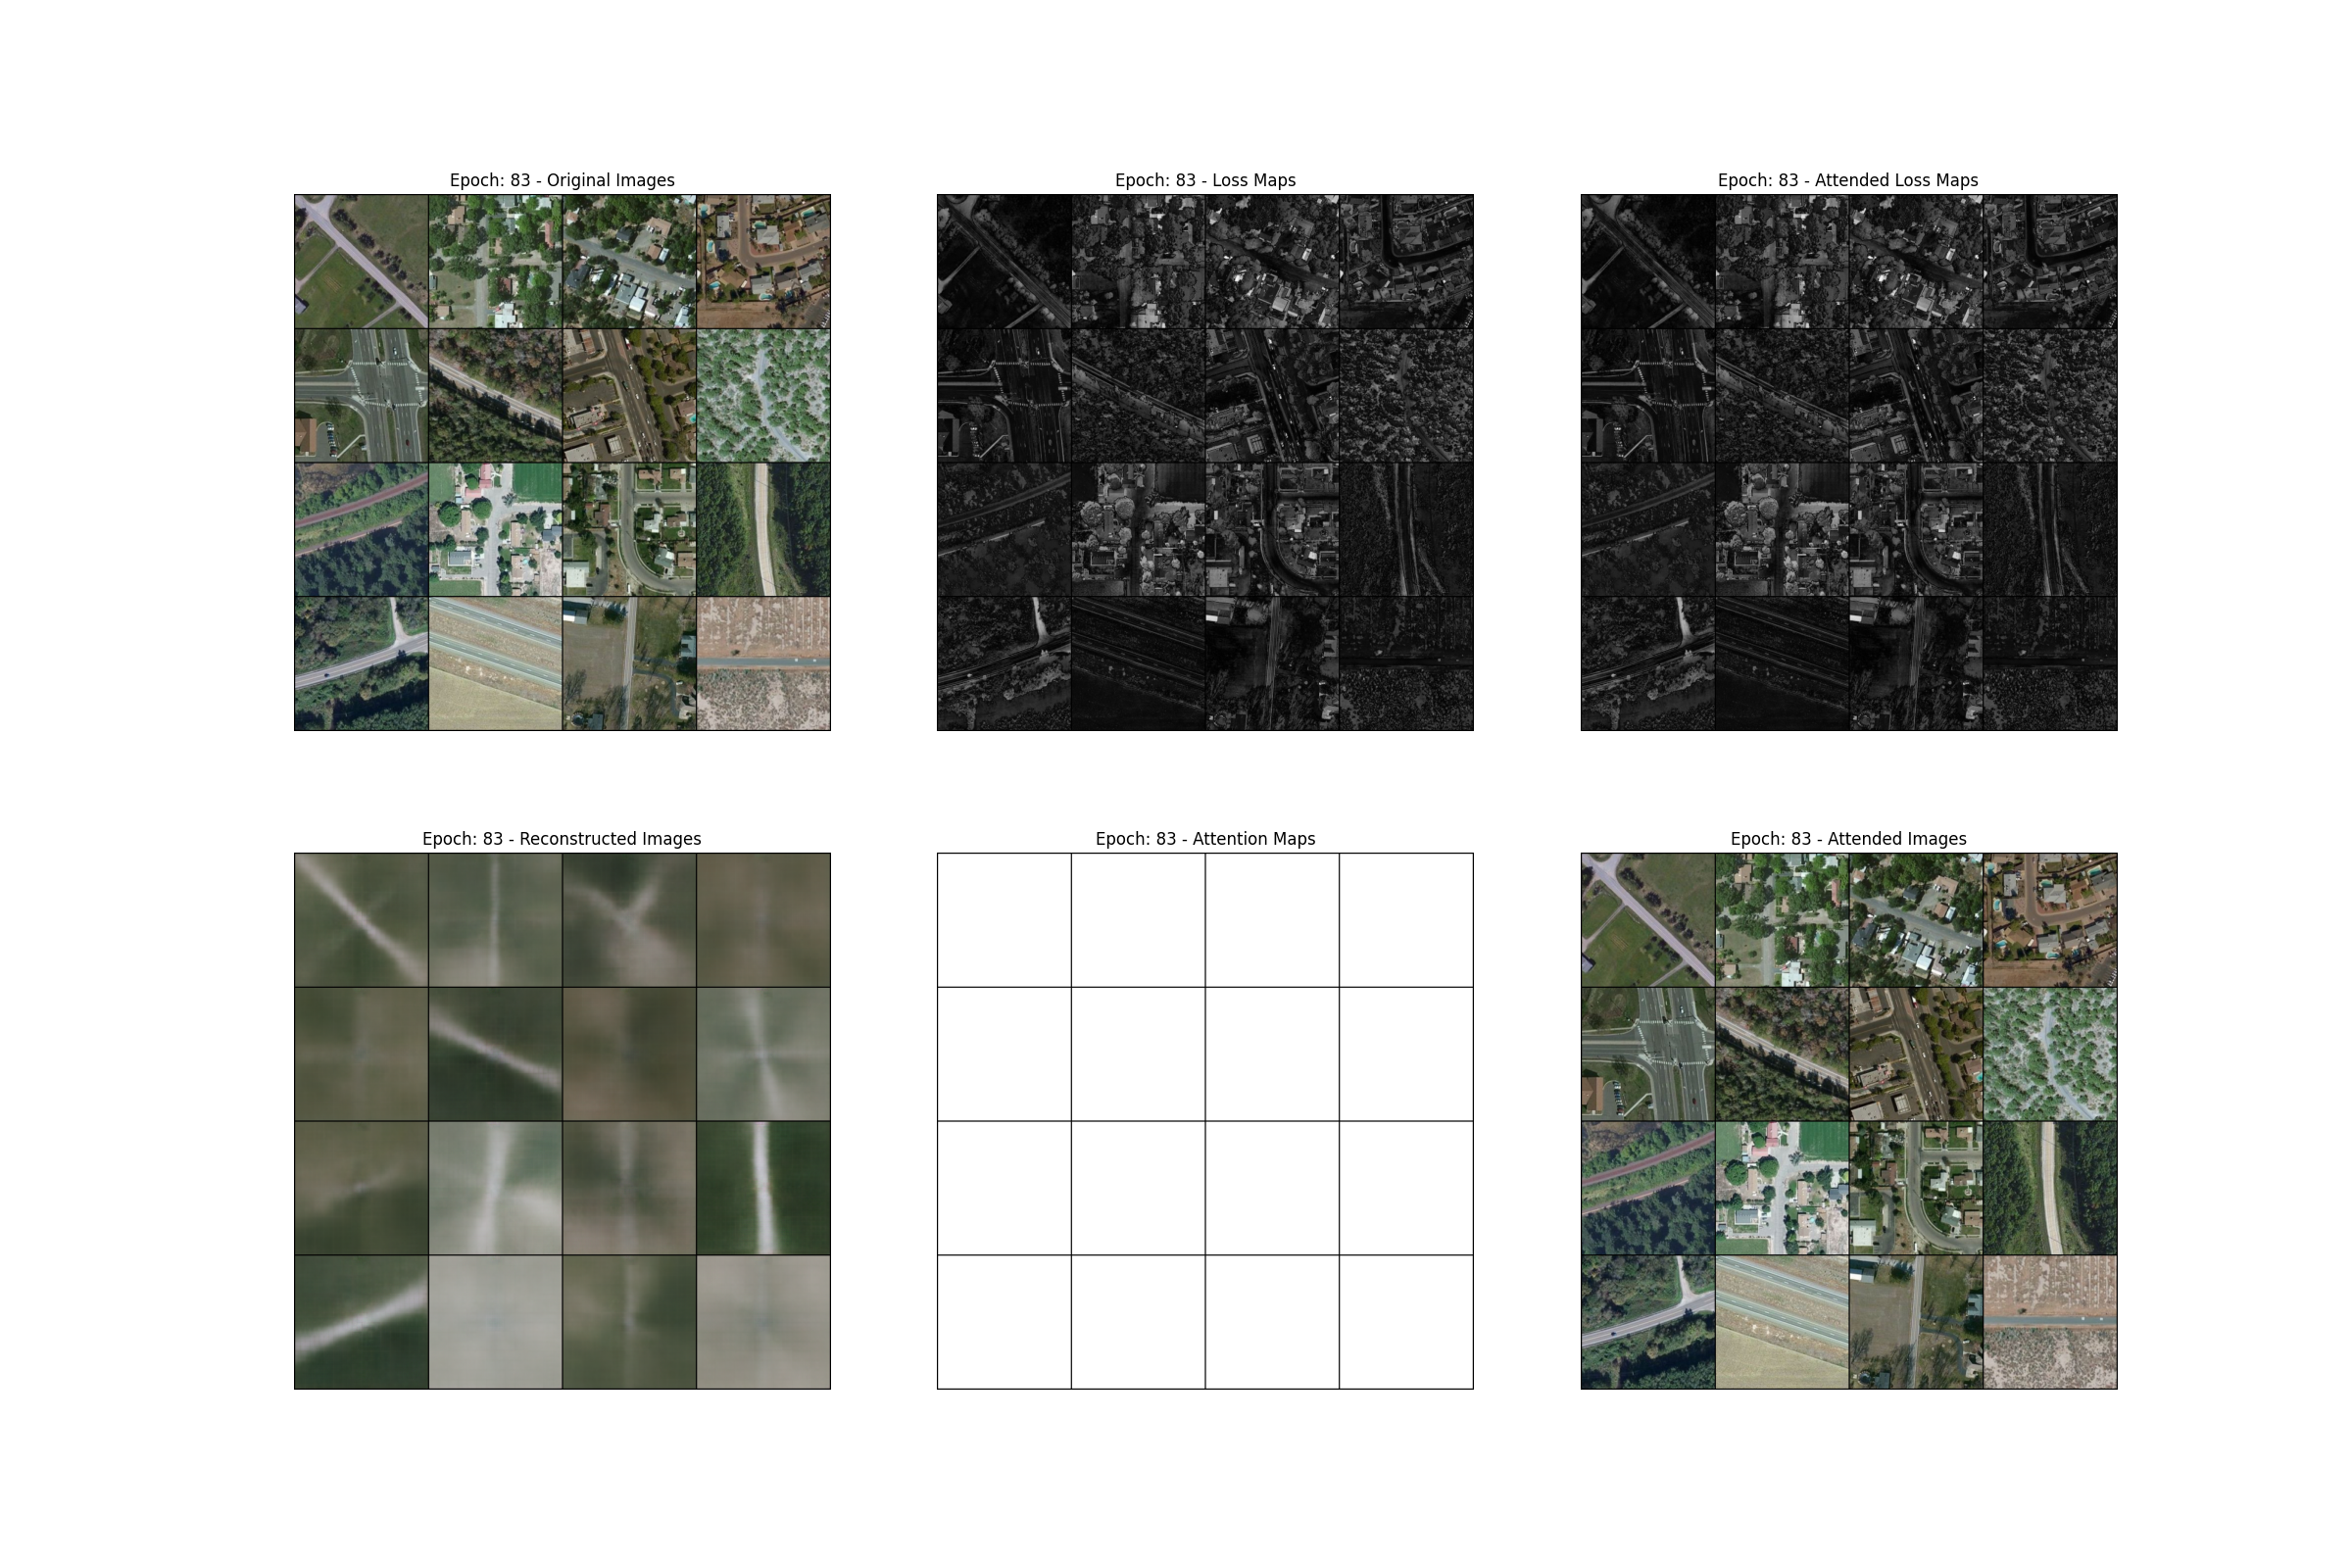 Epoch: 83 - Original Images
Epoch: 83 - Loss Maps
Epoch: 83 - Attended Loss Maps
Epoch: 83 - Reconstructed Images
Epoch: 83 - Attention Maps
Epoch: 83 - Attended Images